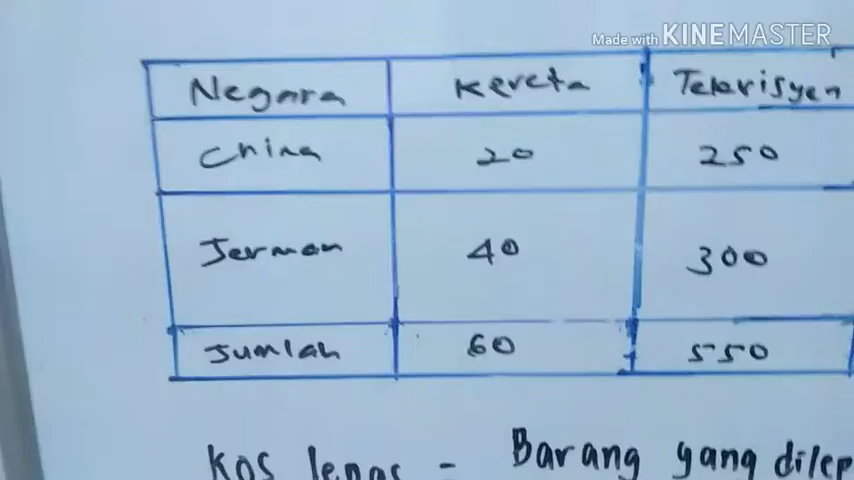 Made with KINEMASTER
Negara Kereta Televisyen
China 20 250
Jerman 40 300
Jumlah 60 550
Kos lepas = Barang yang dilep